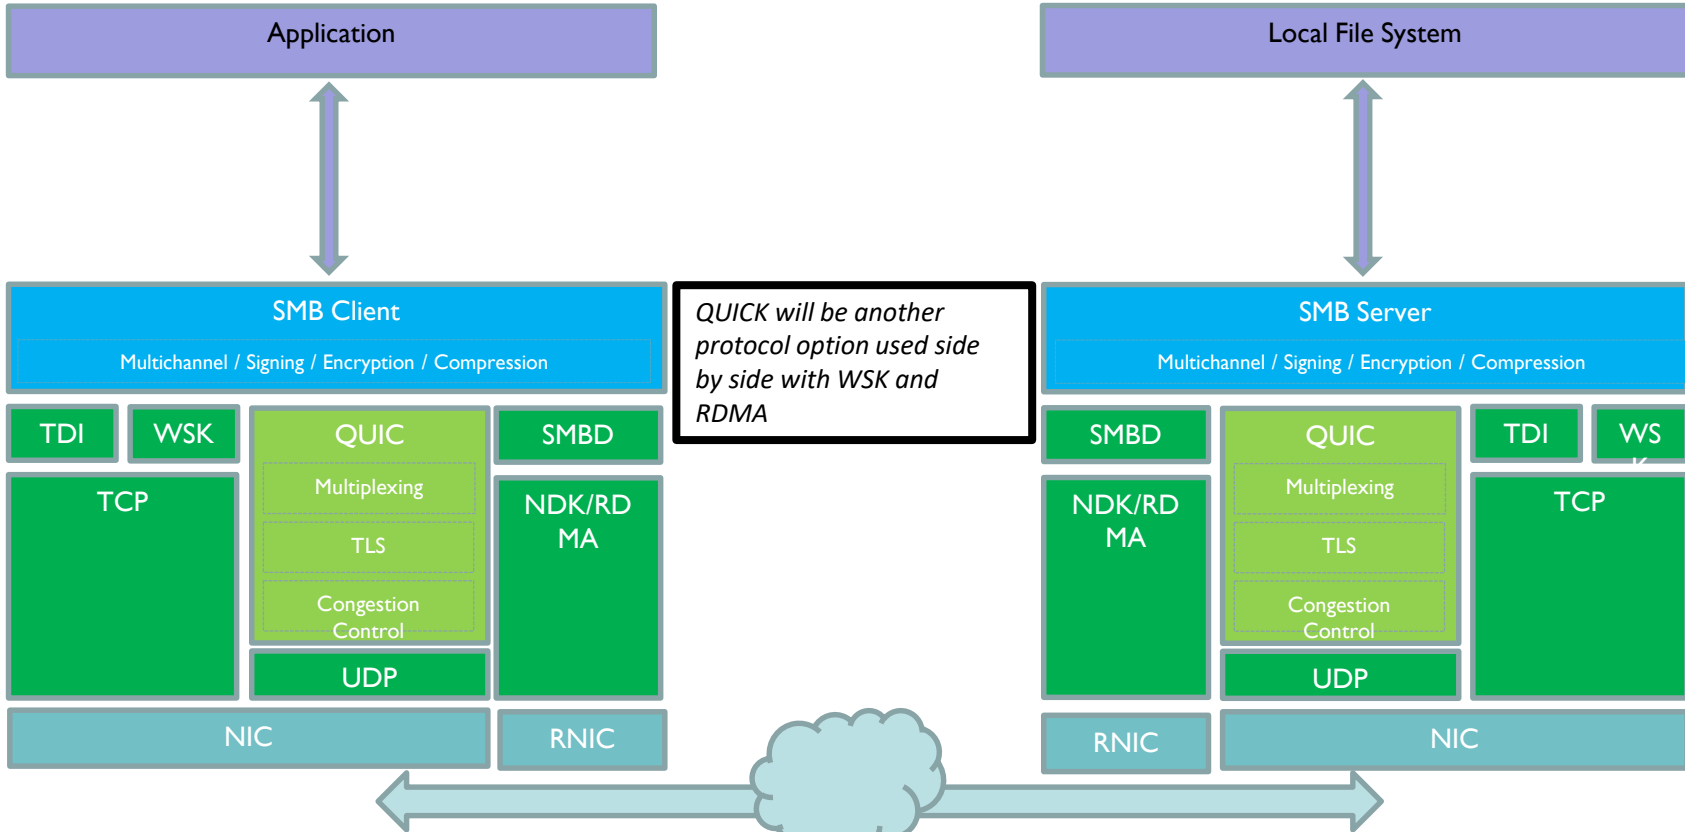 Application
Local File System
SMB Client
Multichannel / Signing / Encryption / Compression
QUICK will be another
protocol option used side
by side with WSK and
RDMA
SMB Server
Multichannel / Signing / Encryption / Compression
TDI
WSK
QUIC
Multiplexing
TLS
Congestion
Control
SMBD
TCP
NDK/RD
MA
UDP
NIC
RNIC
SMBD
QUIC
Multiplexing
TLS
Congestion
Control
TDI
WS
K
NDK/RD
MA
TCP
UDP
RNIC
NIC